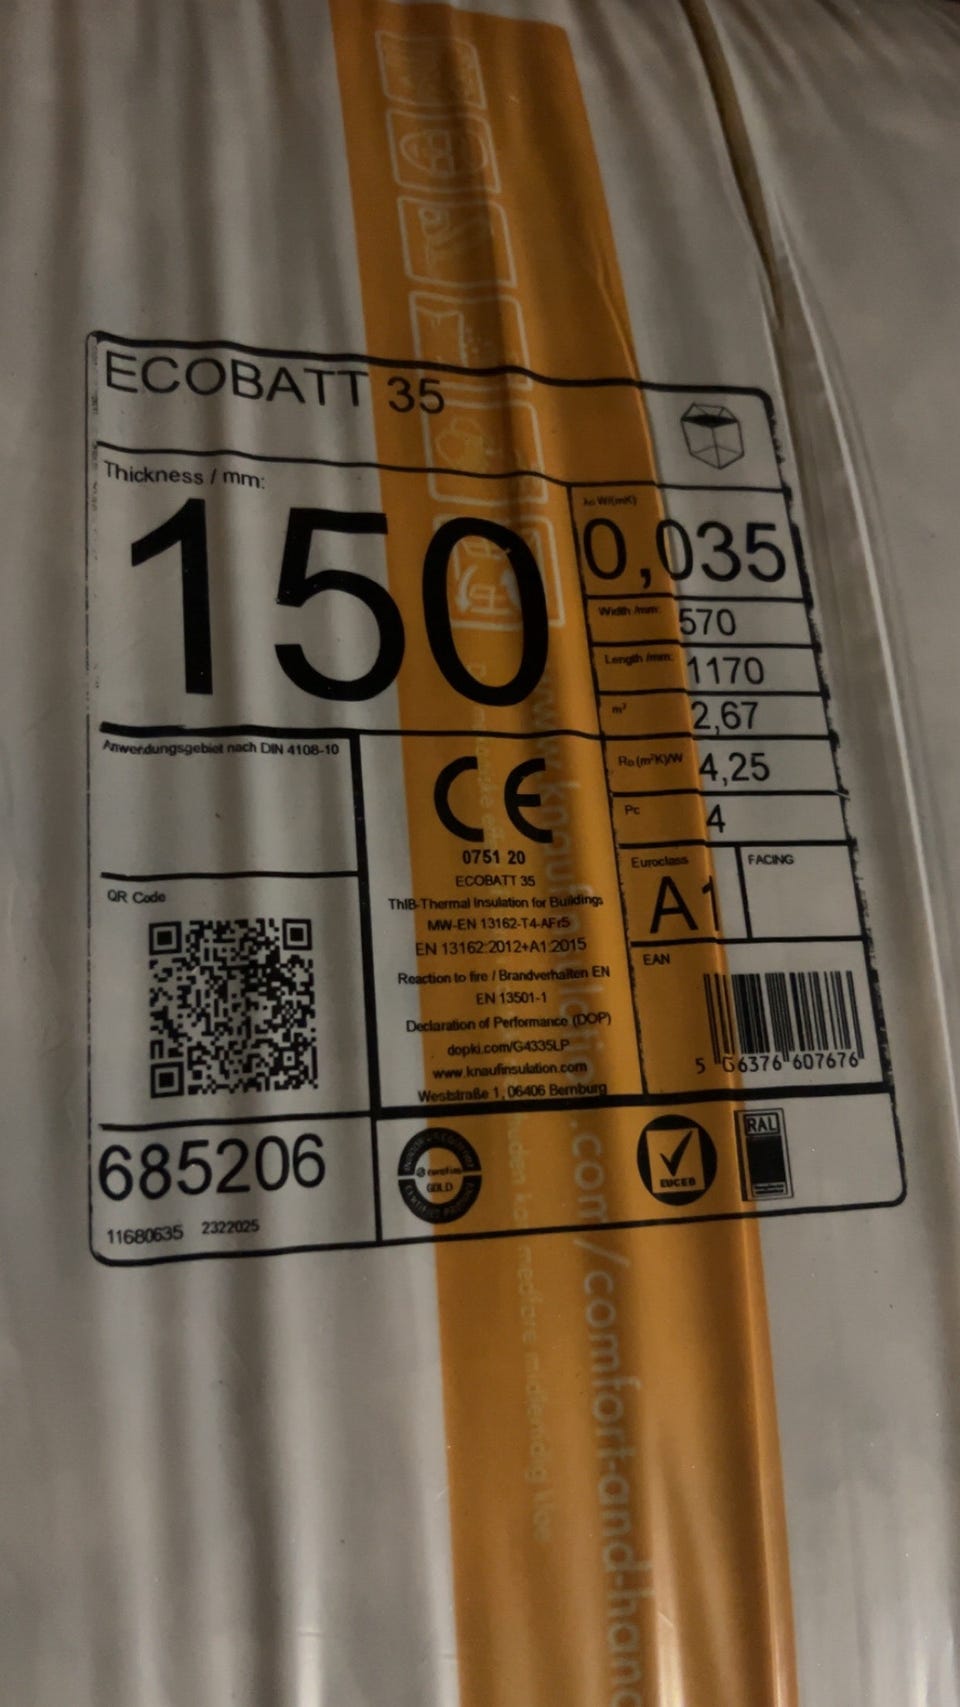 ECOBATT 35
Thickness / mm:
150
λD W/(mK)
0,035
Width /mm: 570
Length /mm: 1170
m² 2,67
RD (m²K)/W 4,25
Pc 4
Euroclass
A1
FACING
Anwendungsgebiet nach DIN 4108-10
CE
0751 20
ECOBATT 35
ThIB-Thermal Insulation for Buildings
MW-EN 13162-T4-AFr5
EN 13162:2012+A1:2015
Reaction to fire / Brandverhalten EN
EN 13501-1
Declaration of Performance (DOP)
dopki.com/G4335LP
www.knaufinsulation.com
Weststraße 1, 06406 Bernburg
QR Code
EAN
685206
11680635 2322025
GOLD
EUCEB
RAL
.com/comfort-and-hand